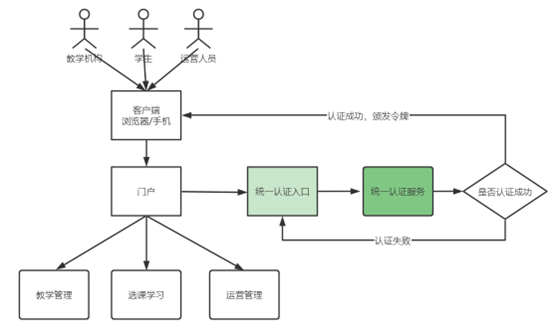 教学机构
学生
运营人员
客户端
浏览器/手机
认证成功，颁发令牌
门户
统一认证入口
统一认证服务
是否认证成功
认证失败
教学管理
选课学习
运营管理